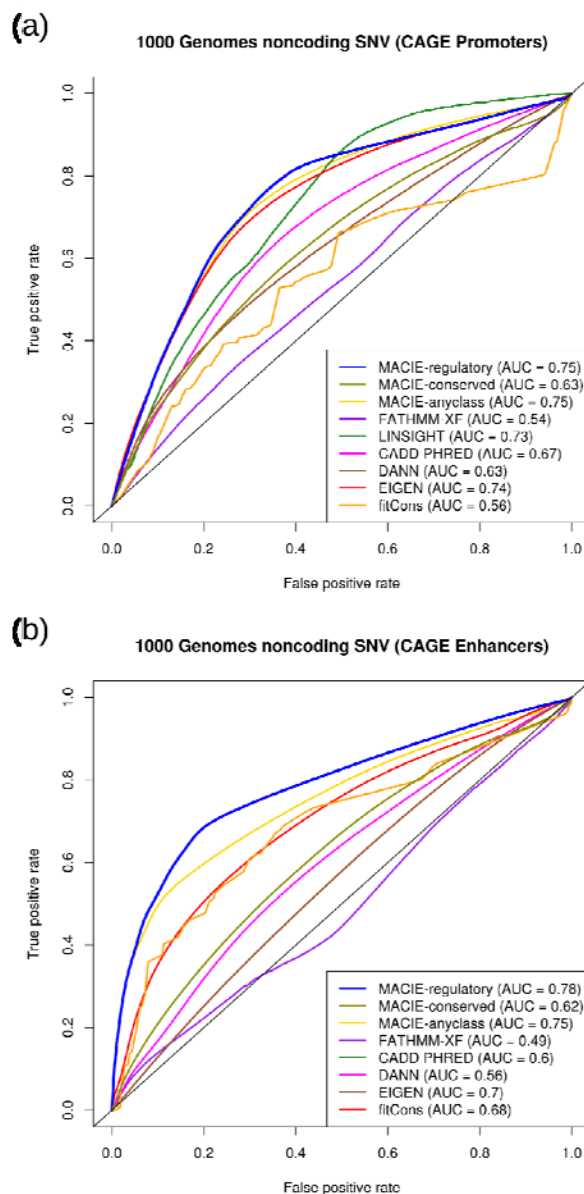 (a)
1000 Genomes noncoding SNV (CAGE Promoters)
True positive rate
0.0 0.2 0.4 0.6 0.8 1.0
MACIE-regulatory (AUC = 0.75)
MACIE-conserved (AUC = 0.63)
MACIE-anyclass (AUC = 0.75)
FATHMM-XF (AUC = 0.54)
LINSIGHT (AUC = 0.73)
CADD PHRED (AUC = 0.67)
DANN (AUC = 0.63)
EIGEN (AUC = 0.74)
fitCons (AUC = 0.56)
0.0 0.2 0.4 0.6 0.8 1.0
False positive rate
(b)
1000 Genomes noncoding SNV (CAGE Enhancers)
True positive rate
0.0 0.2 0.4 0.6 0.8 1.0
MACIE-regulatory (AUC = 0.78)
MACIE-conserved (AUC = 0.62)
MACIE-anyclass (AUC = 0.75)
FATHMM-XF (AUC = 0.49)
CADD PHRED (AUC = 0.6)
DANN (AUC = 0.56)
EIGEN (AUC = 0.7)
fitCons (AUC = 0.68)
0.0 0.2 0.4 0.6 0.8 1.0
False positive rate